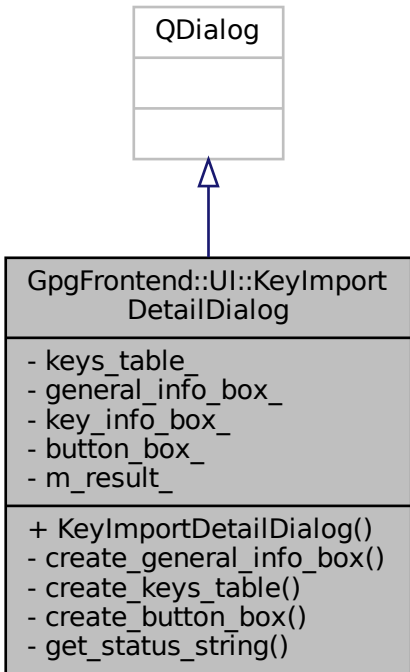 QDialog
GpgFrontend::UI::KeyImport
DetailDialog
- keys_table_
- general_info_box_
- key_info_box_
- button_box_
- m_result_
+ KeyImportDetailDialog()
- create_general_info_box()
- create_keys_table()
- create_button_box()
- get_status_string()